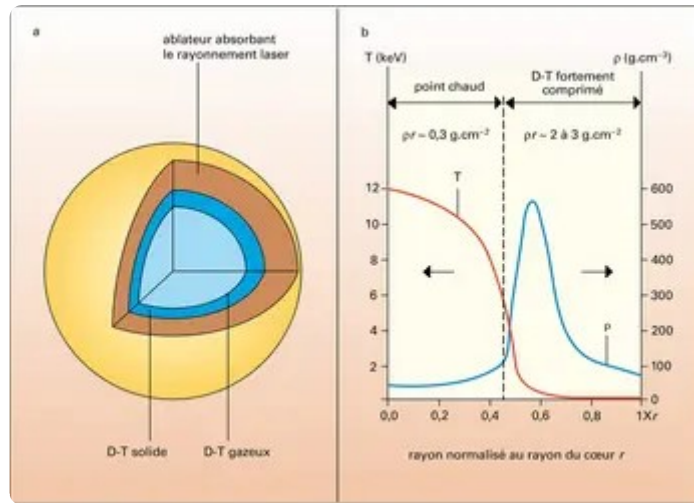 a
ablateur absorbant
le rayonnement laser
D-T solide
D-T gazeux
b
T (keV)
ρ (g.cm⁻³)
point chaud
D-T fortement
comprimé
ρr ~ 0,3 g.cm⁻²
ρr ~ 2 à 3 g.cm⁻²
T
12
10
8
6
4
2
600
500
400
300
200
100
0
ρ
0,0
0,2
0,4
0,6
0,8
1Xr
rayon normalisé au rayon du cœur r